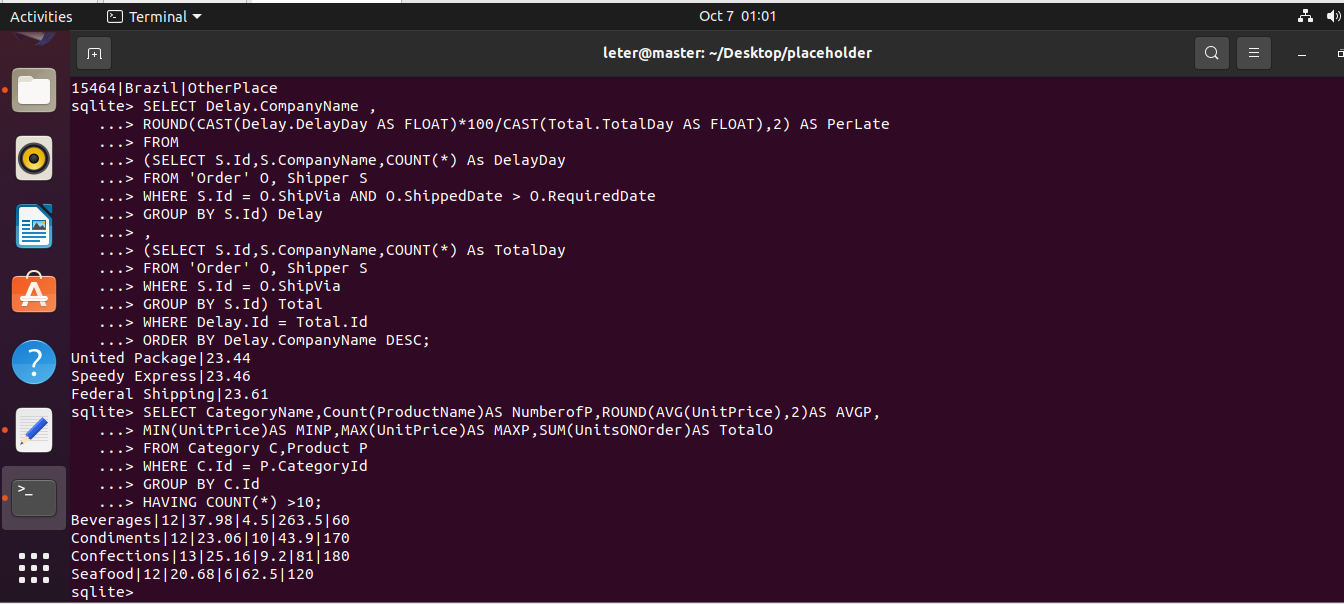 Activities
Terminal
Oct 7 01:01
leter@master: ~/Desktop/placeholder
15464|Brazil|OtherPlace
sqlite> SELECT Delay.CompanyName ,
   ...> ROUND(CAST(Delay.DelayDay AS FLOAT)*100/CAST(Total.TotalDay AS FLOAT),2) AS PerLate
   ...> FROM
   ...> (SELECT S.Id,S.CompanyName,COUNT(*) As DelayDay
   ...> FROM 'Order' O, Shipper S
   ...> WHERE S.Id = O.ShipVia AND O.ShippedDate > O.RequiredDate
   ...> GROUP BY S.Id) Delay
   ...> ,
   ...> (SELECT S.Id,S.CompanyName,COUNT(*) As TotalDay
   ...> FROM 'Order' O, Shipper S
   ...> WHERE S.Id = O.ShipVia
   ...> GROUP BY S.Id) Total
   ...> WHERE Delay.Id = Total.Id
   ...> ORDER BY Delay.CompanyName DESC;
United Package|23.44
Speedy Express|23.46
Federal Shipping|23.61
sqlite> SELECT CategoryName,Count(ProductName)AS NumberofP,ROUND(AVG(UnitPrice),2)AS AVGP,
   ...> MIN(UnitPrice)AS MINP,MAX(UnitPrice)AS MAXP,SUM(UnitsONOrder)AS TotalO
   ...> FROM Category C,Product P
   ...> WHERE C.Id = P.CategoryId
   ...> GROUP BY C.Id
   ...> HAVING COUNT(*) >10;
Beverages|12|37.98|4.5|263.5|60
Condiments|12|23.06|10|43.9|170
Confections|13|25.16|9.2|81|180
Seafood|12|20.68|6|62.5|120
sqlite>